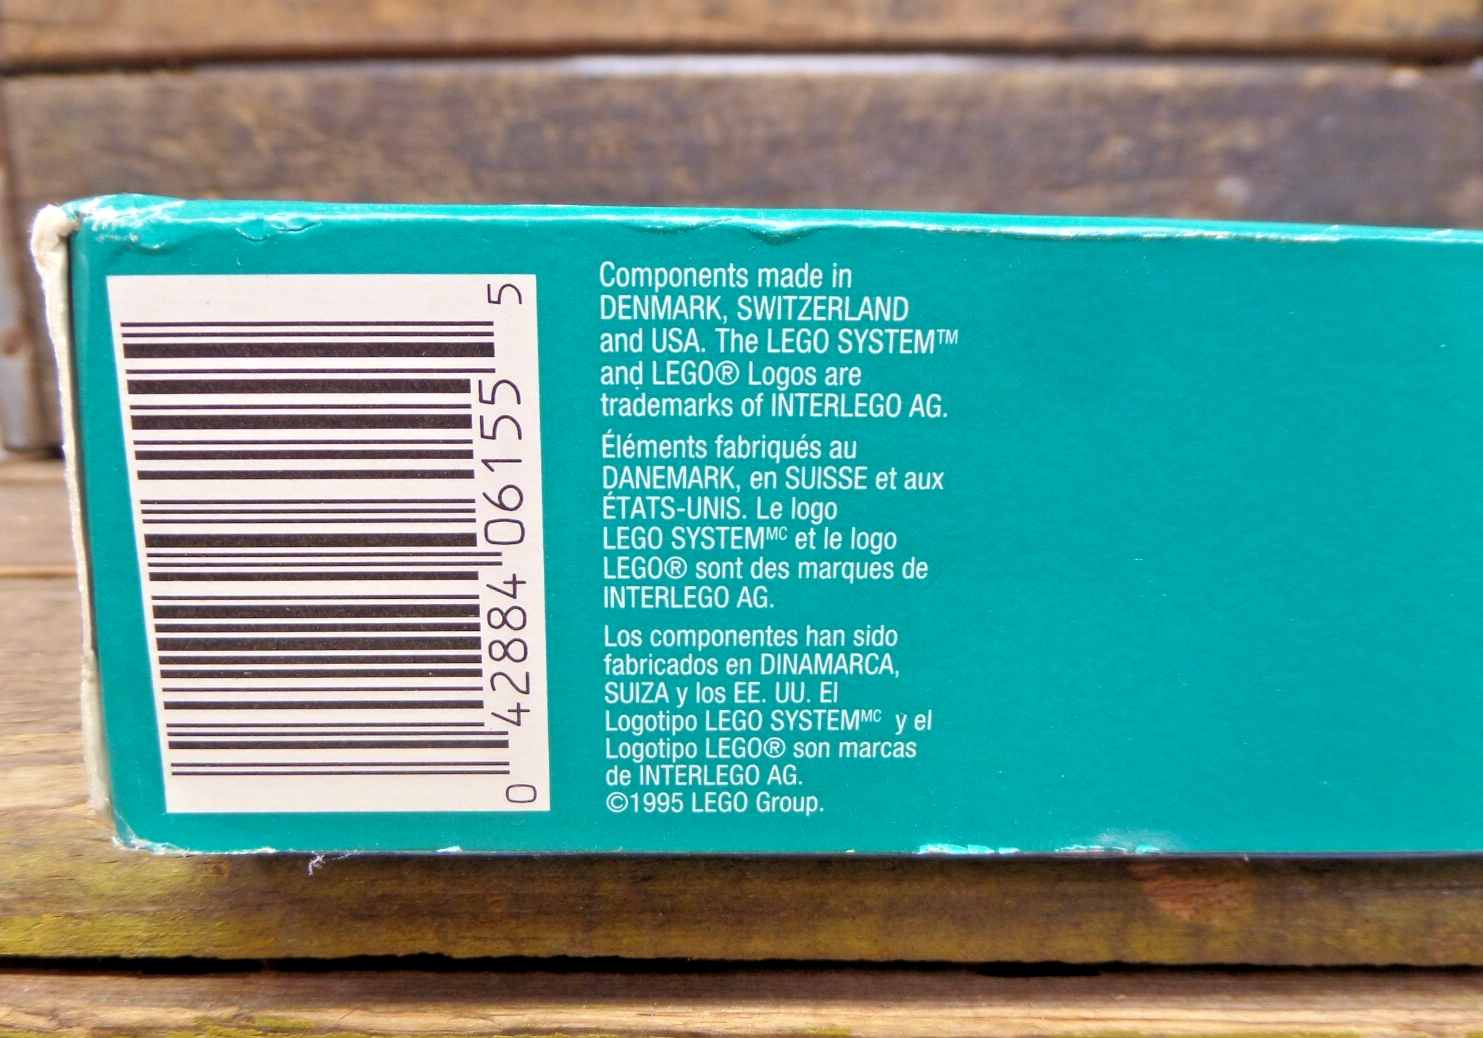 0 42884 06155 5
Components made in
DENMARK, SWITZERLAND
and USA. The LEGO SYSTEM™
and LEGO® Logos are
trademarks of INTERLEGO AG.
Éléments fabriqués au
DANEMARK, en SUISSE et aux
ÉTATS-UNIS. Le logo
LEGO SYSTEMᴹᶜ et le logo
LEGO® sont des marques de
INTERLEGO AG.
Los componentes han sido
fabricados en DINAMARCA,
SUIZA y los EE. UU. El
Logotipo LEGO SYSTEMᴹᶜ y el
Logotipo LEGO® son marcas
de INTERLEGO AG.
©1995 LEGO Group.